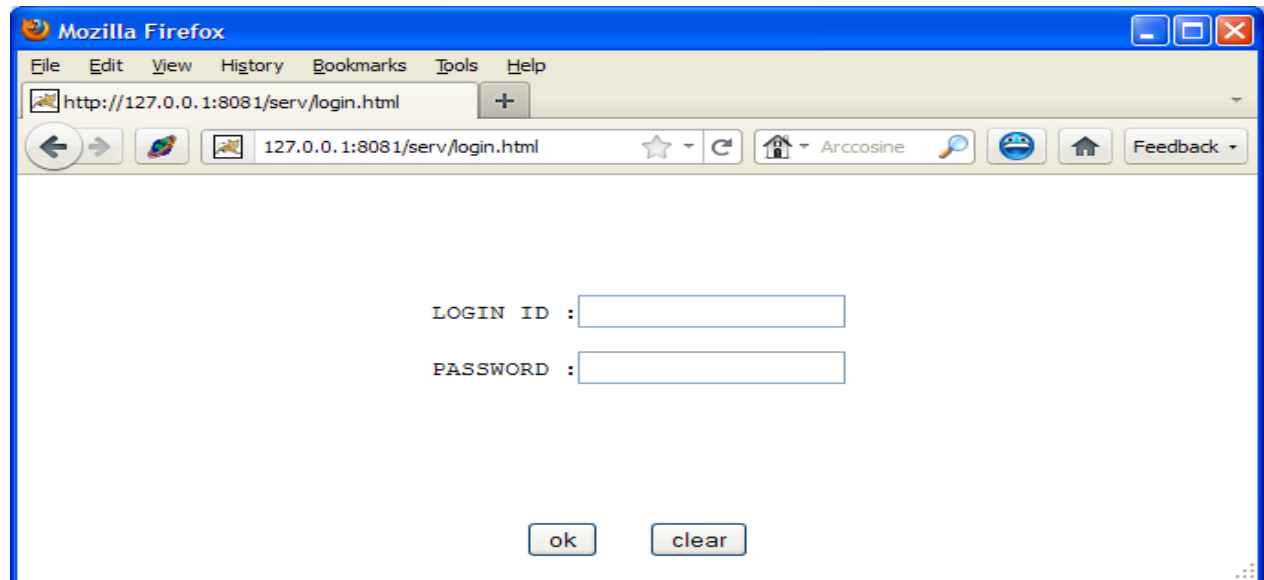 Mozilla Firefox
File Edit View History Bookmarks Tools Help
http://127.0.0.1:8081/serv/login.html
127.0.0.1:8081/serv/login.html Arccosine Feedback
LOGIN ID :
PASSWORD :
ok clear